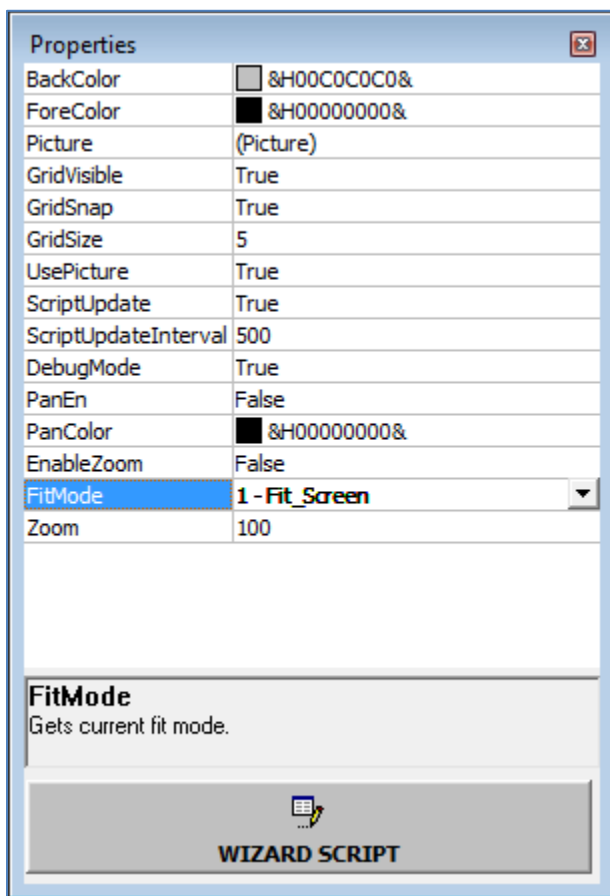 Properties
BackColor &H00C0C0C0&
ForeColor &H00000000&
Picture (Picture)
GridVisible True
GridSnap True
GridSize 5
UsePicture True
ScriptUpdate True
ScriptUpdateInterval 500
DebugMode True
PanEn False
PanColor &H00000000&
EnableZoom False
FitMode 1 - Fit_Screen
Zoom 100
FitMode
Gets current fit mode.
WIZARD SCRIPT